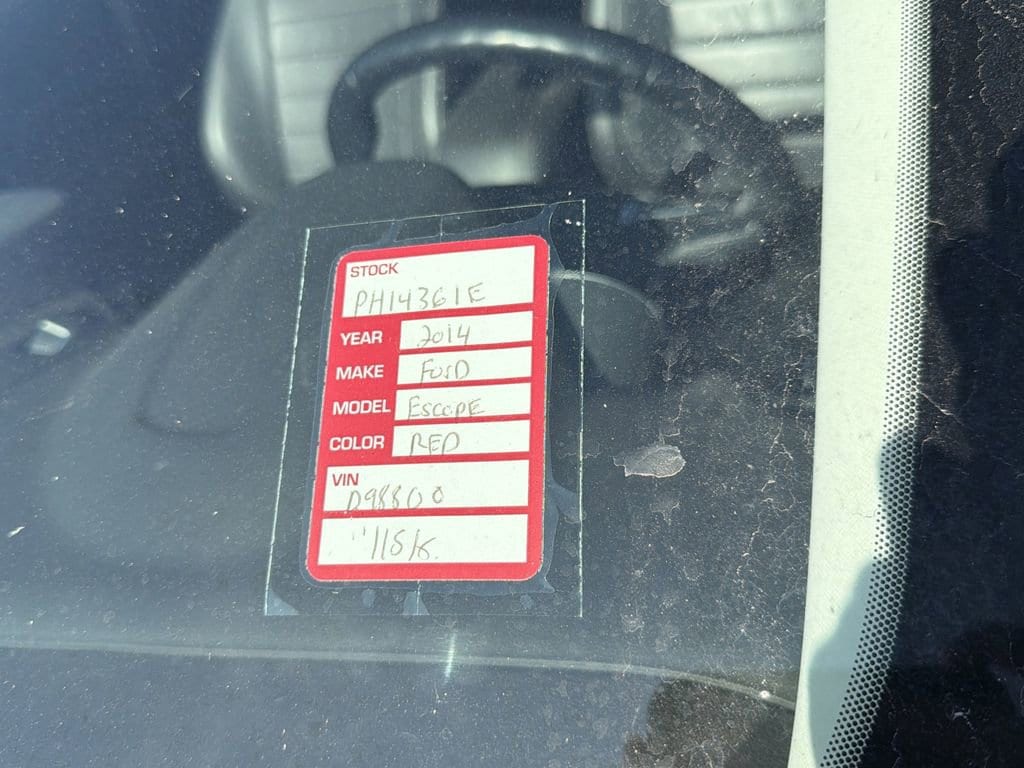 STOCK
PH14361E
YEAR 2014
MAKE FORD
MODEL ESCAPE
COLOR RED
VIN
D98800
"115k